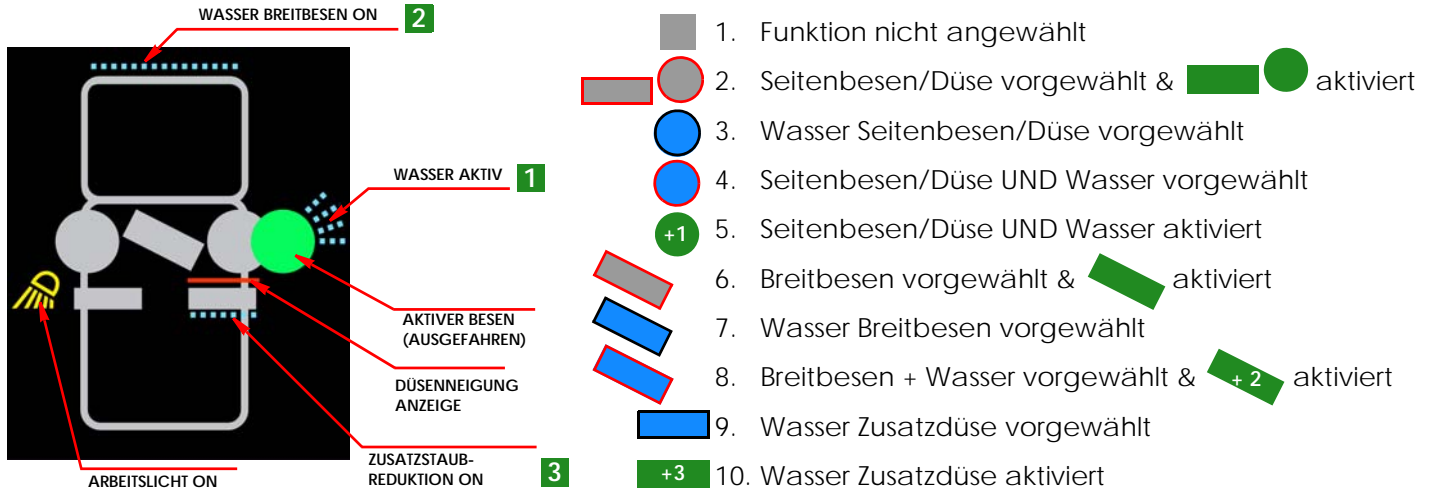 WASSER BREITBESEN ON 2
WASSER AKTIV 1
AKTIVER BESEN
(AUSGEFAHREN)
DÜSENNEIGUNG
ANZEIGE
ZUSATZSTAUB-
REDUKTION ON 3
ARBEITSLICHT ON
1. Funktion nicht angewählt
2. Seitenbesen/Düse vorgewählt & aktiviert
3. Wasser Seitenbesen/Düse vorgewählt
4. Seitenbesen/Düse UND Wasser vorgewählt
+1 5. Seitenbesen/Düse UND Wasser aktiviert
6. Breitbesen vorgewählt & aktiviert
7. Wasser Breitbesen vorgewählt
8. Breitbesen + Wasser vorgewählt & + 2 aktiviert
9. Wasser Zusatzdüse vorgewählt
+3 10. Wasser Zusatzdüse aktiviert